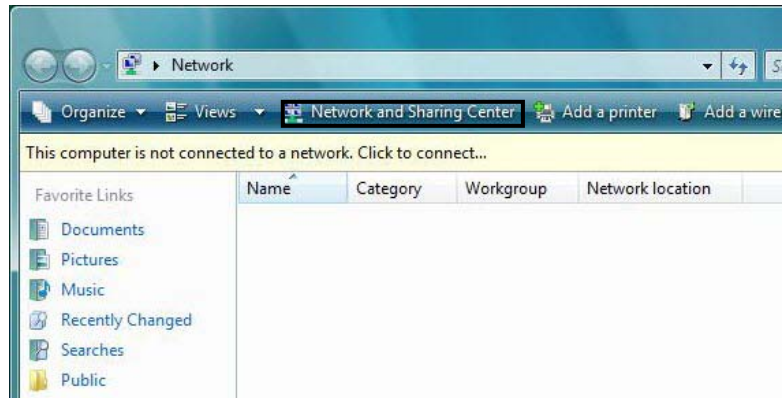 Network
Organize Views Network and Sharing Center Add a printer Add a wire
This computer is not connected to a network. Click to connect...
Favorite Links
Name Category Workgroup Network location
Documents
Pictures
Music
Recently Changed
Searches
Public